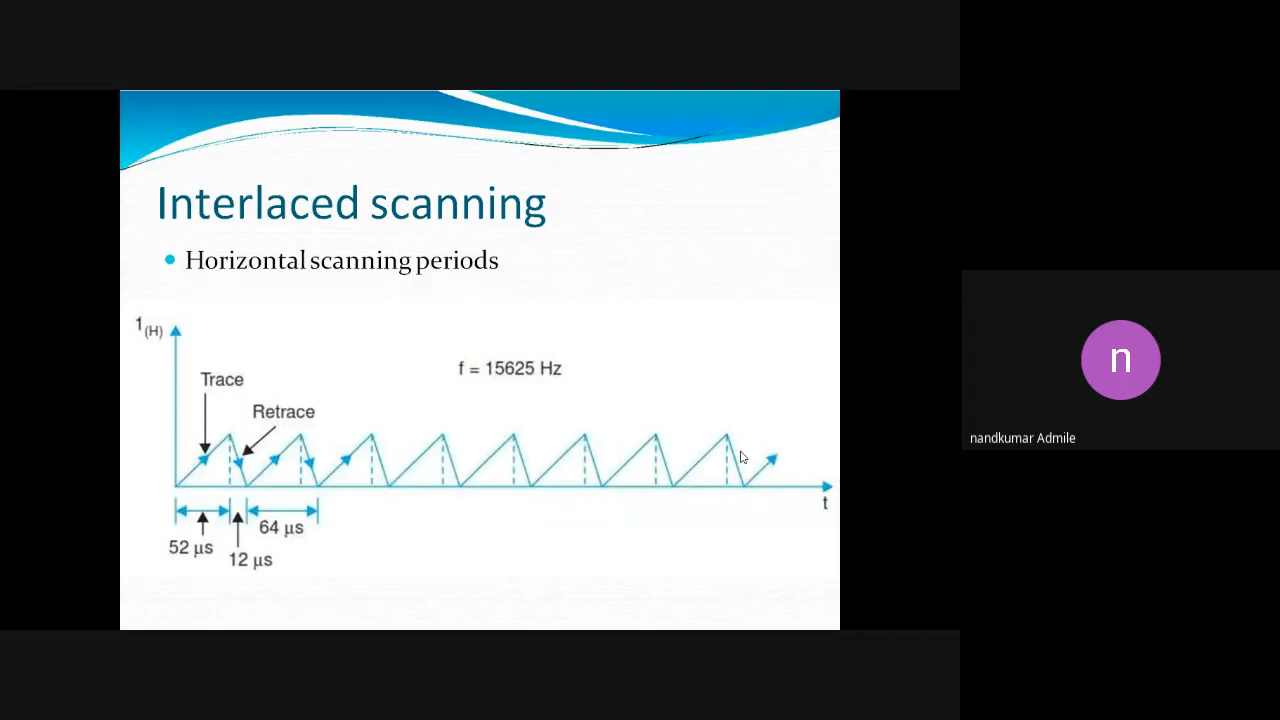 Interlaced scanning
Horizontal scanning periods
1(H)
f = 15625 Hz
Trace
Retrace
t
64 µs
52 µs
12 µs
n
nandkumar Admile